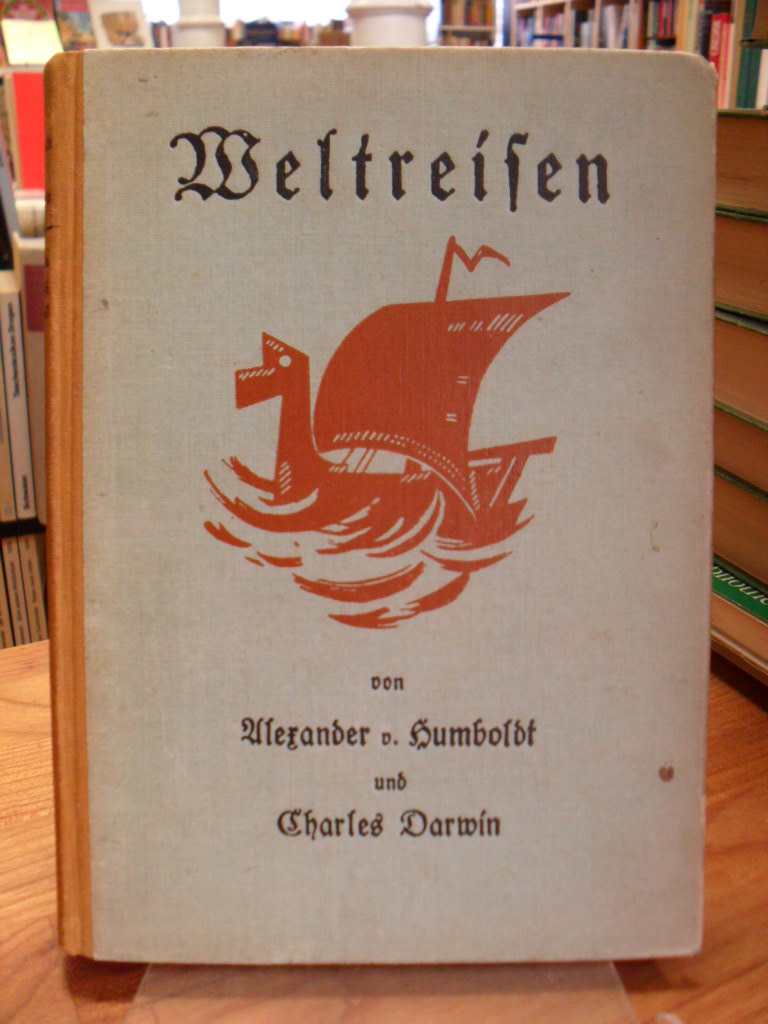 Weltreiſen
von
Alexander v. Humboldt
und
Charles Darwin